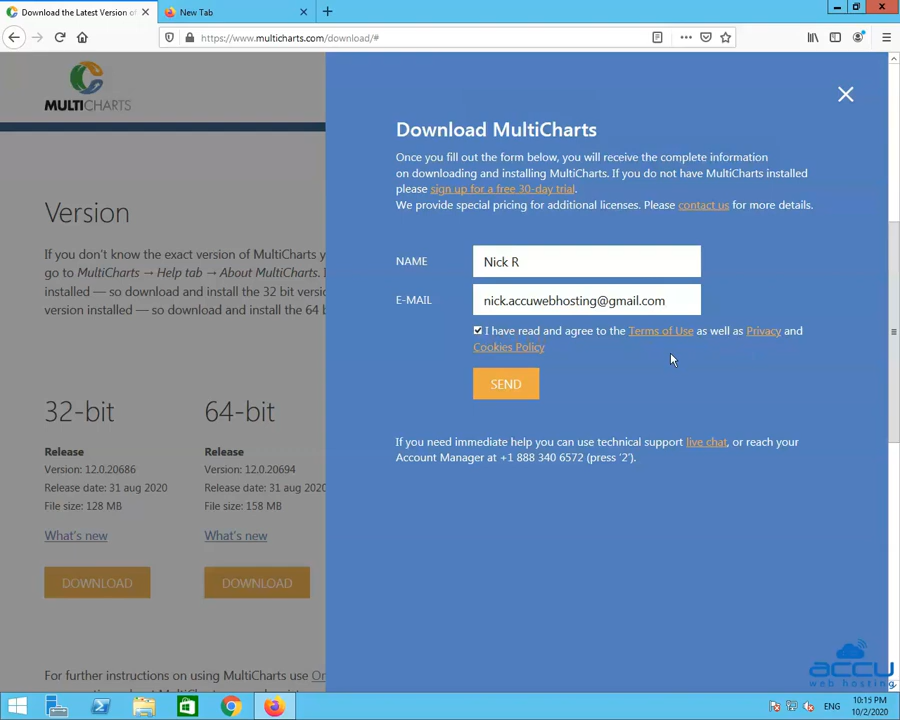 Download the Latest Version of
New Tab
https://www.multicharts.com/download/#
MULTICHARTS
Download MultiCharts
Once you fill out the form below, you will receive the complete information
on downloading and installing MultiCharts. If you do not have MultiCharts installed
please sign up for a free 30-day trial.
We provide special pricing for additional licenses. Please contact us for more details.
NAME
Nick R
E-MAIL
nick.accuwebhosting@gmail.com
I have read and agree to the Terms of Use as well as Privacy and
Cookies Policy
SEND
If you need immediate help you can use technical support live chat, or reach your
Account Manager at +1 888 340 6572 (press '2').
Version
If you don't know the exact version of MultiCharts y
go to MultiCharts → Help tab → About MultiCharts. I
installed — so download and install the 32 bit versio
version installed — so download and install the 64 b
32-bit
Release
Version: 12.0.20686
Release date: 31 aug 2020
File size: 128 MB
What's new
DOWNLOAD
64-bit
Release
Version: 12.0.20694
Release date: 31 aug 2020
File size: 158 MB
What's new
DOWNLOAD
For further instructions on using MultiCharts use On
accu
web hosting
ENG
10:15 PM
10/2/2020